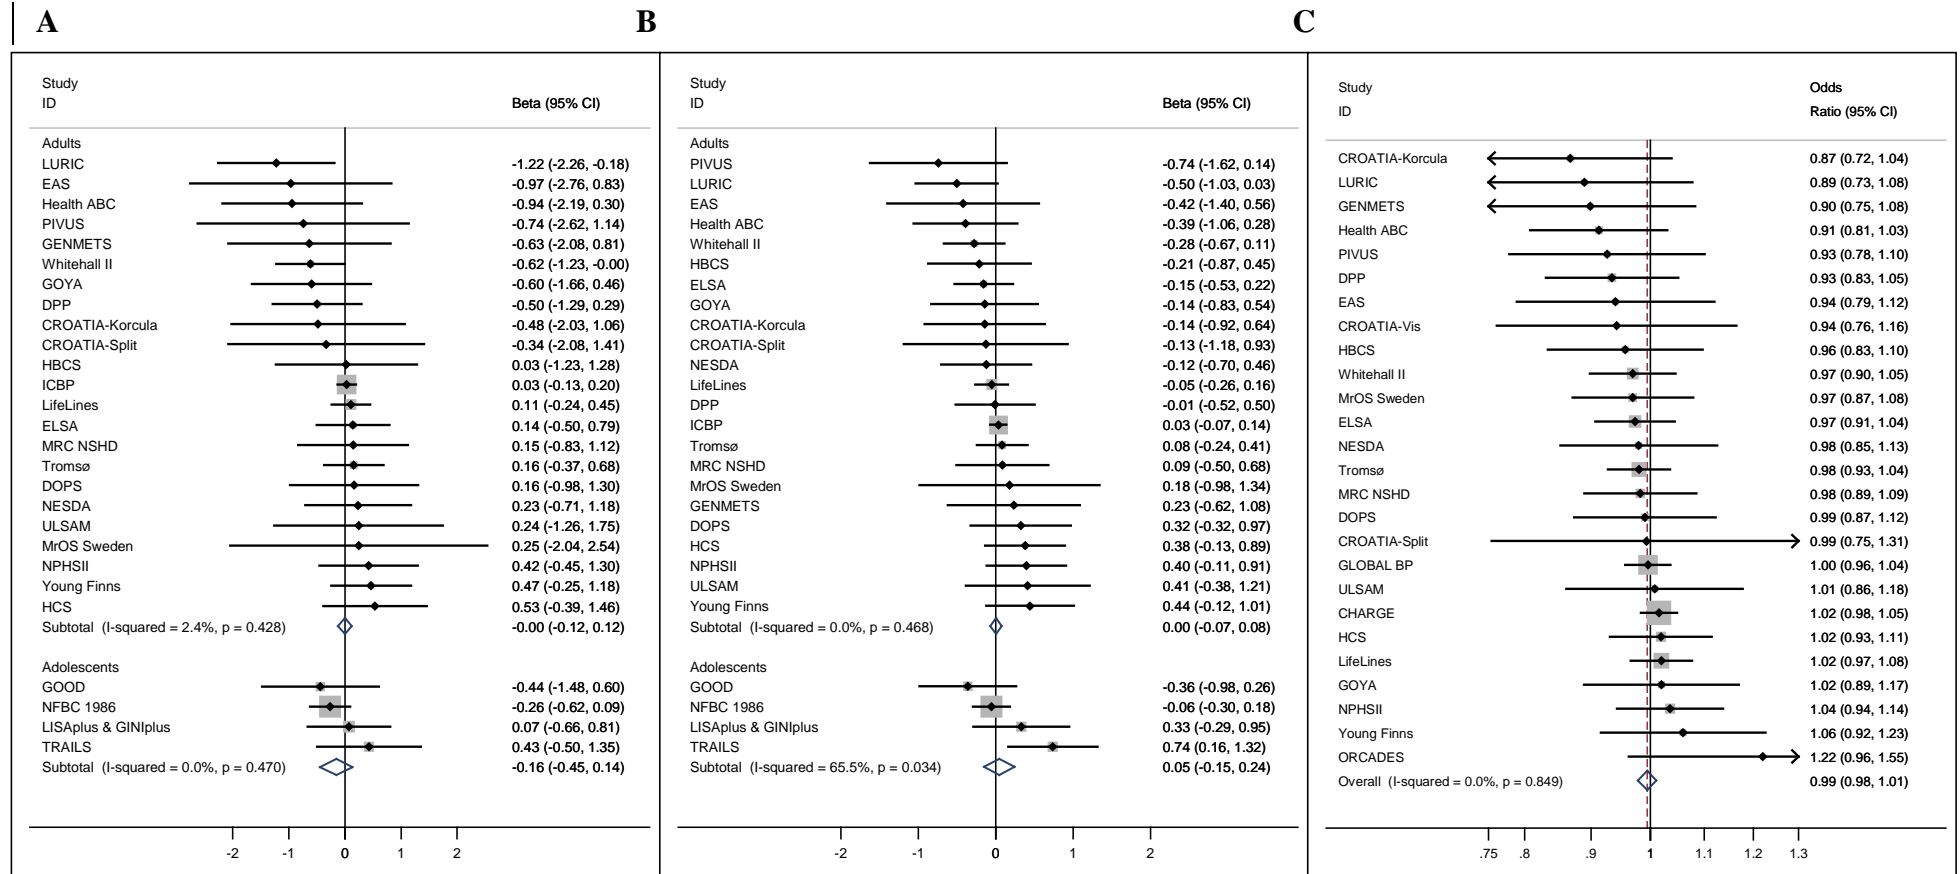 A B C
Study
ID Beta (95% CI)
Adults
LURIC -1.22 (-2.26, -0.18)
EAS -0.97 (-2.76, 0.83)
Health ABC -0.94 (-2.19, 0.30)
PIVUS -0.74 (-2.62, 1.14)
GENMETS -0.63 (-2.08, 0.81)
Whitehall II -0.62 (-1.23, -0.00)
GOYA -0.60 (-1.66, 0.46)
DPP -0.50 (-1.29, 0.29)
CROATIA-Korcula -0.48 (-2.03, 1.06)
CROATIA-Split -0.34 (-2.08, 1.41)
HBCS 0.03 (-1.23, 1.28)
ICBP 0.03 (-0.13, 0.20)
LifeLines 0.11 (-0.24, 0.45)
ELSA 0.14 (-0.50, 0.79)
MRC NSHD 0.15 (-0.83, 1.12)
Tromsø 0.16 (-0.37, 0.68)
DOPS 0.16 (-0.98, 1.30)
NESDA 0.23 (-0.71, 1.18)
ULSAM 0.24 (-1.26, 1.75)
MrOS Sweden 0.25 (-2.04, 2.54)
NPHSII 0.42 (-0.45, 1.30)
Young Finns 0.47 (-0.25, 1.18)
HCS 0.53 (-0.39, 1.46)
Subtotal (I-squared = 2.4%, p = 0.428) -0.00 (-0.12, 0.12)
Adolescents
GOOD -0.44 (-1.48, 0.60)
NFBC 1986 -0.26 (-0.62, 0.09)
LISAplus & GINIplus 0.07 (-0.66, 0.81)
TRAILS 0.43 (-0.50, 1.35)
Subtotal (I-squared = 0.0%, p = 0.470) -0.16 (-0.45, 0.14)
-2 -1 0 1 2
Study
ID Beta (95% CI)
Adults
PIVUS -0.74 (-1.62, 0.14)
LURIC -0.50 (-1.03, 0.03)
EAS -0.42 (-1.40, 0.56)
Health ABC -0.39 (-1.06, 0.28)
Whitehall II -0.28 (-0.67, 0.11)
HBCS -0.21 (-0.87, 0.45)
ELSA -0.15 (-0.53, 0.22)
GOYA -0.14 (-0.83, 0.54)
CROATIA-Korcula -0.14 (-0.92, 0.64)
CROATIA-Split -0.13 (-1.18, 0.93)
NESDA -0.12 (-0.70, 0.46)
LifeLines -0.05 (-0.26, 0.16)
DPP -0.01 (-0.52, 0.50)
ICBP 0.03 (-0.07, 0.14)
Tromsø 0.08 (-0.24, 0.41)
MRC NSHD 0.09 (-0.50, 0.68)
MrOS Sweden 0.18 (-0.98, 1.34)
GENMETS 0.23 (-0.62, 1.08)
DOPS 0.32 (-0.32, 0.97)
HCS 0.38 (-0.13, 0.89)
NPHSII 0.40 (-0.11, 0.91)
ULSAM 0.41 (-0.38, 1.21)
Young Finns 0.44 (-0.12, 1.01)
Subtotal (I-squared = 0.0%, p = 0.468) 0.00 (-0.07, 0.08)
Adolescents
GOOD -0.36 (-0.98, 0.26)
NFBC 1986 -0.06 (-0.30, 0.18)
LISAplus & GINIplus 0.33 (-0.29, 0.95)
TRAILS 0.74 (0.16, 1.32)
Subtotal (I-squared = 65.5%, p = 0.034) 0.05 (-0.15, 0.24)
-2 -1 0 1 2
Study Odds
ID Ratio (95% CI)
CROATIA-Korcula 0.87 (0.72, 1.04)
LURIC 0.89 (0.73, 1.08)
GENMETS 0.90 (0.75, 1.08)
Health ABC 0.91 (0.81, 1.03)
PIVUS 0.93 (0.78, 1.10)
DPP 0.93 (0.83, 1.05)
EAS 0.94 (0.79, 1.12)
CROATIA-Vis 0.94 (0.76, 1.16)
HBCS 0.96 (0.83, 1.10)
Whitehall II 0.97 (0.90, 1.05)
MrOS Sweden 0.97 (0.87, 1.08)
ELSA 0.97 (0.91, 1.04)
NESDA 0.98 (0.85, 1.13)
Tromsø 0.98 (0.93, 1.04)
MRC NSHD 0.98 (0.89, 1.09)
DOPS 0.99 (0.87, 1.12)
CROATIA-Split 0.99 (0.75, 1.31)
GLOBAL BP 1.00 (0.96, 1.04)
ULSAM 1.01 (0.86, 1.18)
CHARGE 1.02 (0.98, 1.05)
HCS 1.02 (0.93, 1.11)
LifeLines 1.02 (0.97, 1.08)
GOYA 1.02 (0.89, 1.17)
NPHSII 1.04 (0.94, 1.14)
Young Finns 1.06 (0.92, 1.23)
ORCADES 1.22 (0.96, 1.55)
Overall (I-squared = 0.0%, p = 0.849) 0.99 (0.98, 1.01)
.75 .8 .9 1 1.1 1.2 1.3